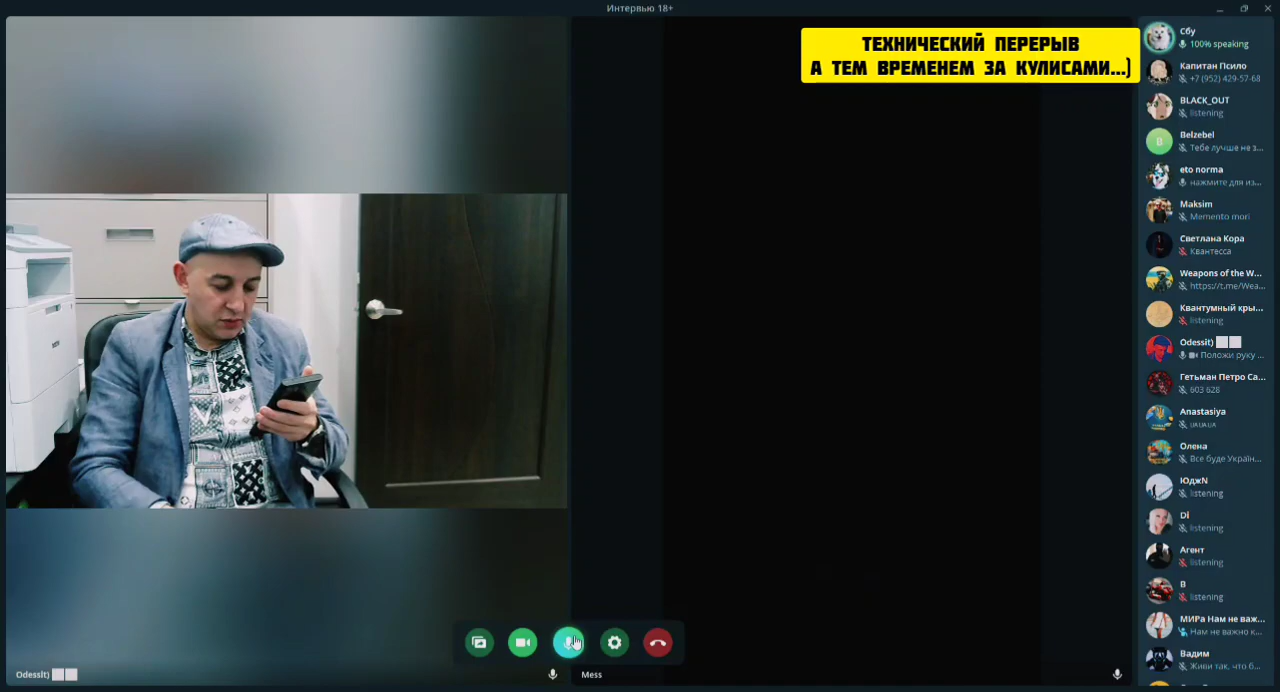 Интервью 18+
ТЕХНИЧЕСКИЙ ПЕРЕРЫВ
А ТЕМ ВРЕМЕНЕМ ЗА КУЛИСАМИ...)
Сбу
100% speaking
Капитан Псило
+7 (952) 429-57-68
BLACK_OUT
listening
B
Belzebel
Тебе лучше не з...
eto norma
нажмите для из...
Maksim
Memento mori
Светлана Кора
Квантесса
Weapons of the W...
https://t.me/Wea...
Квантумный кры...
listening
Odessit)
Положи руку ...
Гетьман Петро Са...
603 628
Anastasiya
UAUAUA
Олена
Все буде Україн...
ЮджN
listening
Di
listening
Агент
listening
В
listening
МИРа Нам не важ...
Нам не важно к...
Вадим
Живи так, что б...
Odessit)
Mess